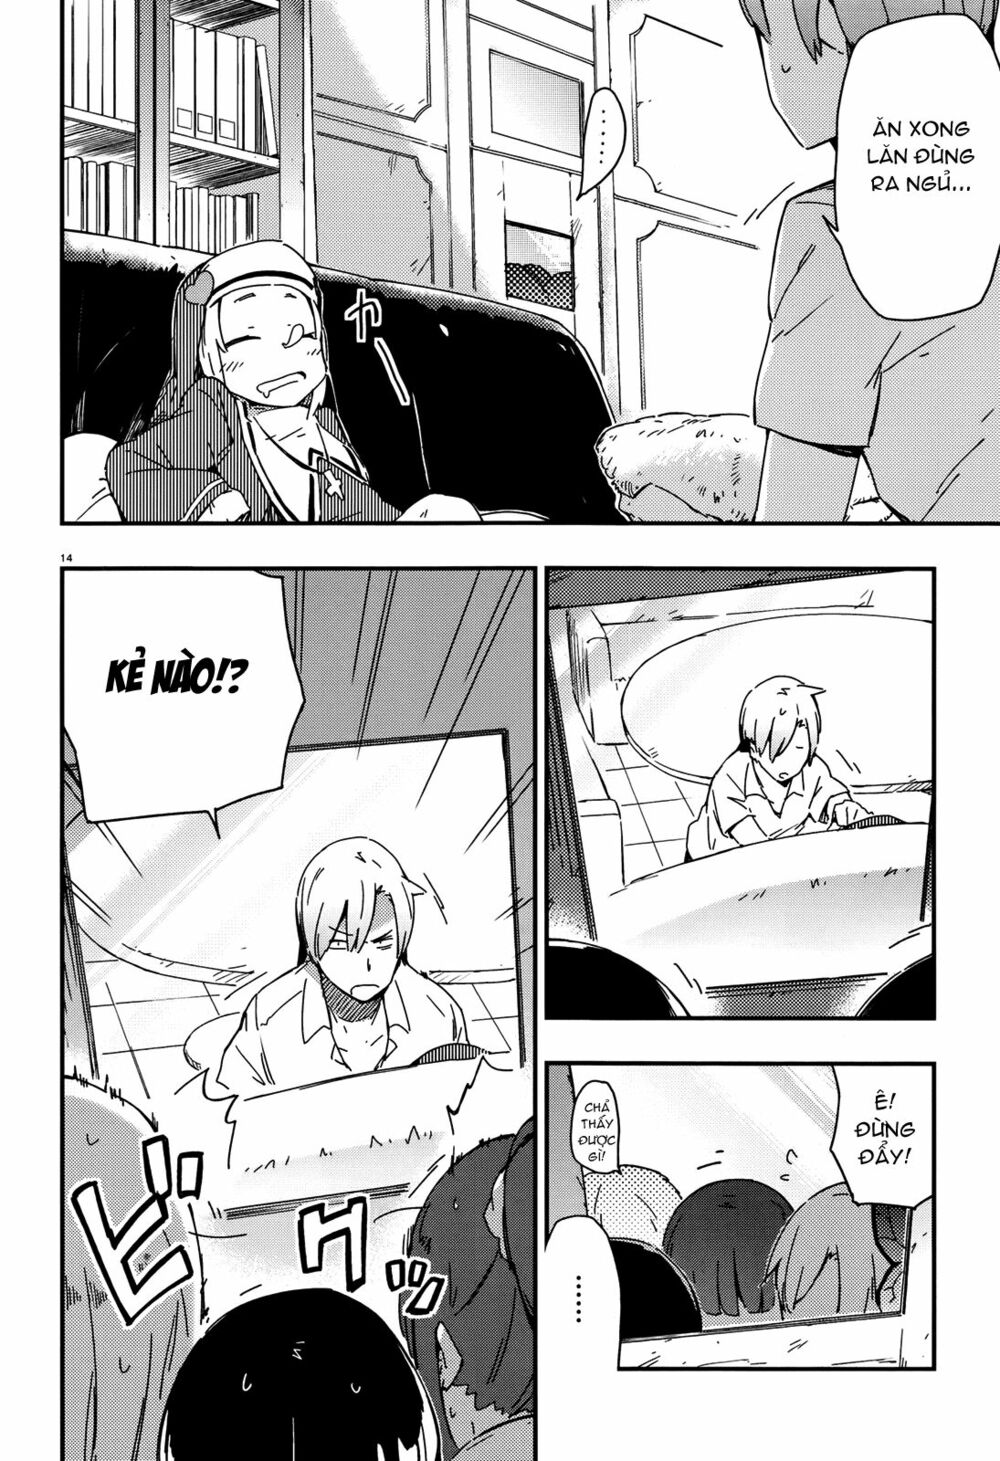 ĂN XONG
LĂN ĐÙNG
RA NGỦ...
........
カー
14
Ê!
ĐỪNG
ĐẨY!
CHẢ
THẤY
ĐƯỢC
GÌ!
......
KẺ NÀO!?
ビクッ